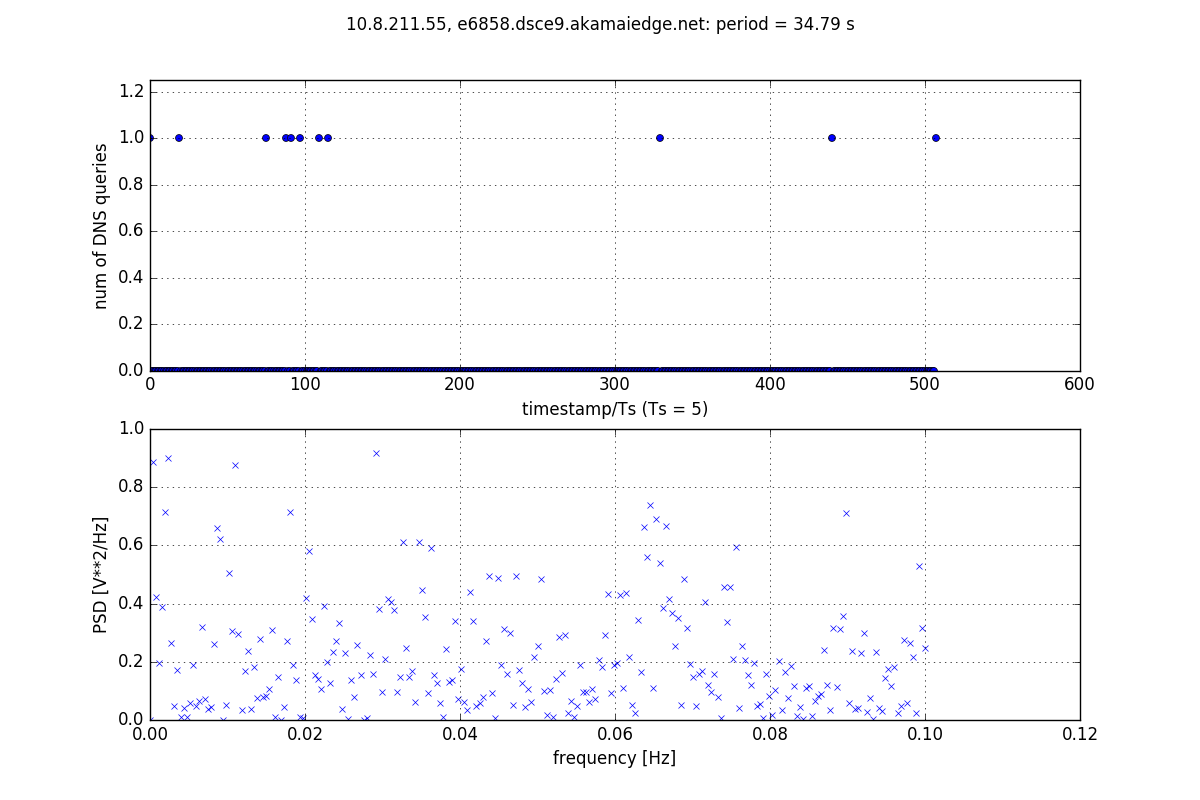 10.8.211.55, e6858.dsce9.akamaiedge.net: period = 34.79 s
1.2
1.0
0.8
0.6
0.4
0.2
0.0
num of DNS queries
0 100 200 300 400 500 600
timestamp/Ts (Ts = 5)
1.0
0.8
0.6
0.4
0.2
0.0
PSD [V**2/Hz]
0.00 0.02 0.04 0.06 0.08 0.10 0.12
frequency [Hz]